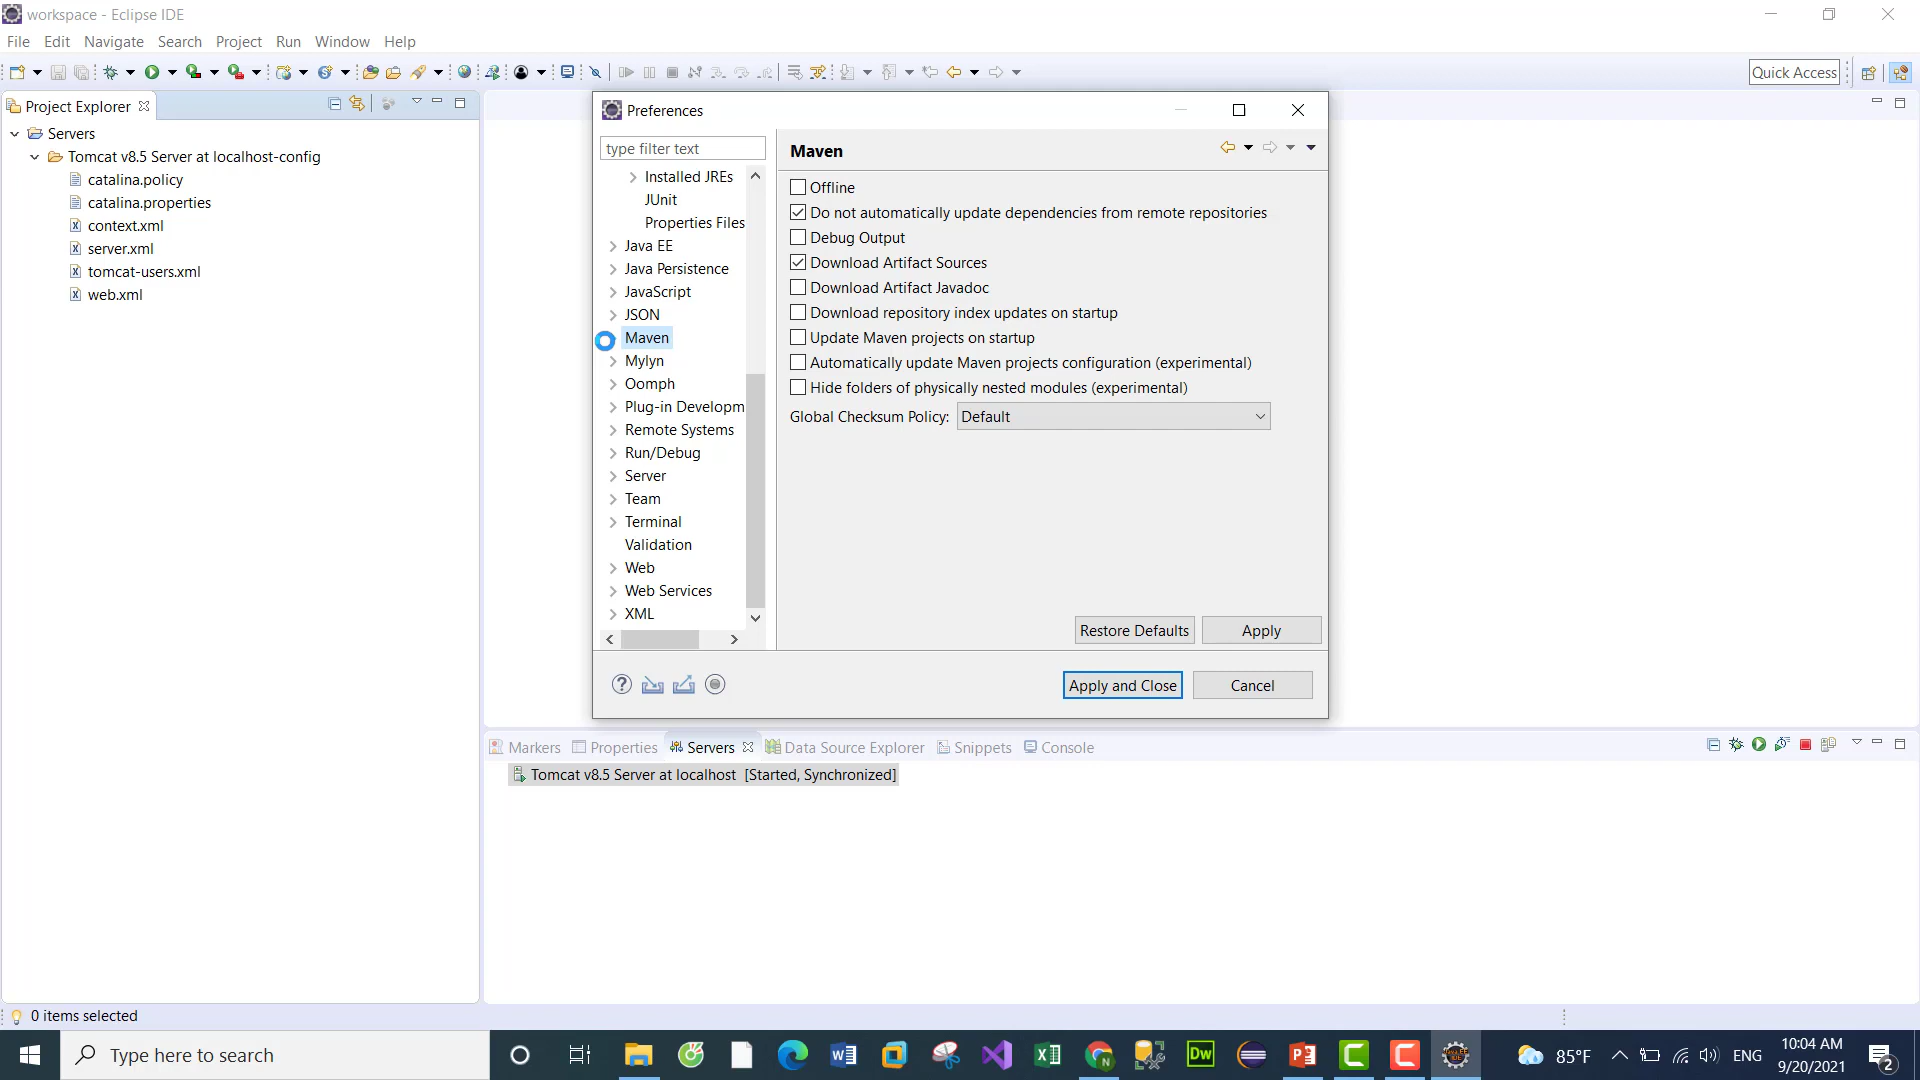 workspace - Eclipse IDE
File Edit Navigate Search Project Run Window Help
Quick Access
Project Explorer
Servers
Tomcat v8.5 Server at localhost-config
catalina.policy
catalina.properties
context.xml
server.xml
tomcat-users.xml
web.xml
Preferences
type filter text
Installed JREs
JUnit
Properties Files
Java EE
Java Persistence
JavaScript
JSON
Maven
Mylyn
Oomph
Plug-in Developm
Remote Systems
Run/Debug
Server
Team
Terminal
Validation
Web
Web Services
XML
Maven
Offline
Do not automatically update dependencies from remote repositories
Debug Output
Download Artifact Sources
Download Artifact Javadoc
Download repository index updates on startup
Update Maven projects on startup
Automatically update Maven projects configuration (experimental)
Hide folders of physically nested modules (experimental)
Global Checksum Policy: Default
Restore Defaults Apply
Apply and Close Cancel
Markers Properties Servers Data Source Explorer Snippets Console
Tomcat v8.5 Server at localhost [Started, Synchronized]
0 items selected
Type here to search
85°F ENG
10:04 AM
9/20/2021
2